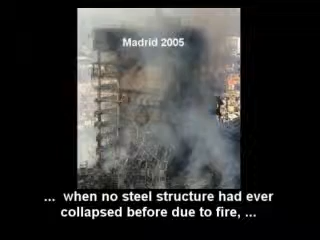 Madrid 2005
... when no steel structure had ever
collapsed before due to fire, ...